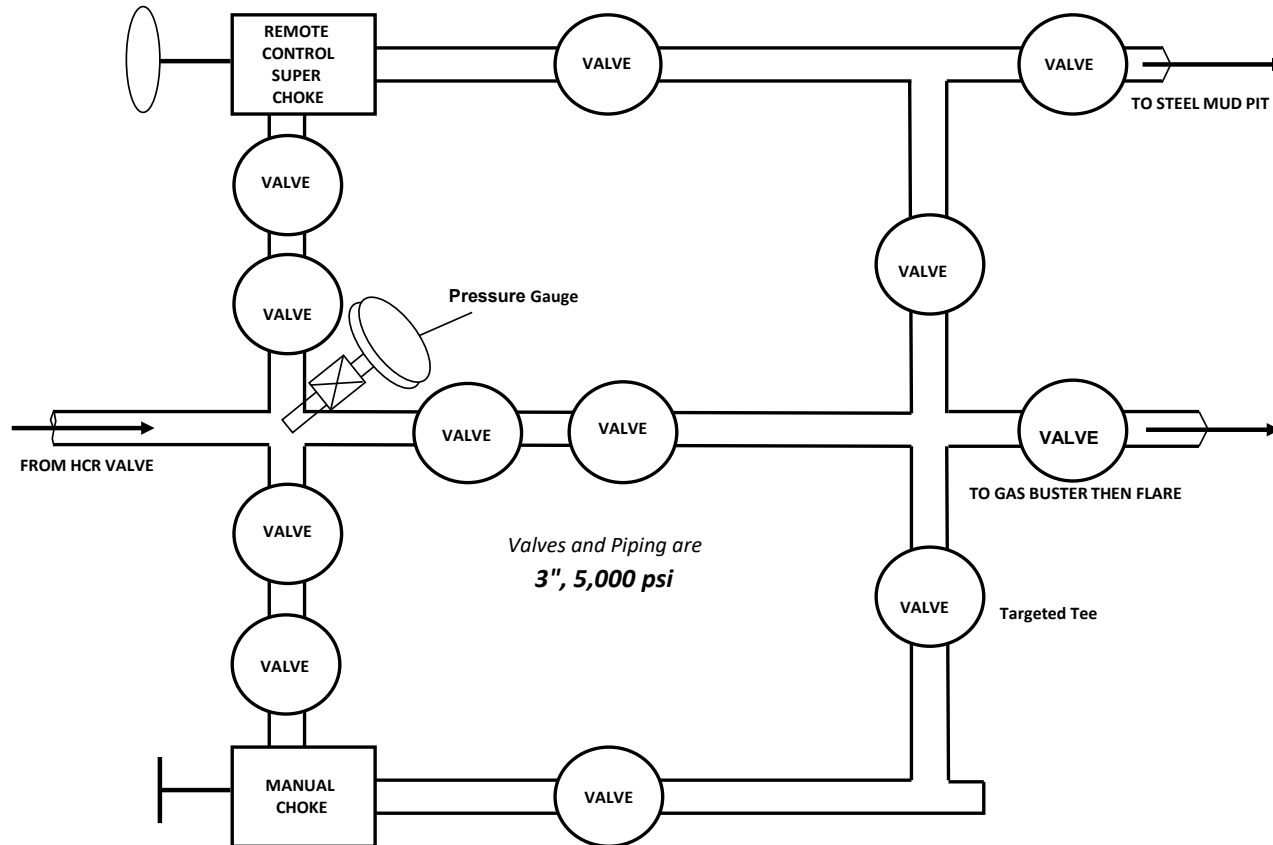 REMOTE
CONTROL
SUPER
CHOKE
VALVE
VALVE
TO STEEL MUD PIT
VALVE
VALVE
VALVE
Pressure Gauge
FROM HCR VALVE
VALVE
VALVE
VALVE
TO GAS BUSTER THEN FLARE
VALVE
Valves and Piping are
3", 5,000 psi
VALVE
Targeted Tee
VALVE
MANUAL
CHOKE
VALVE